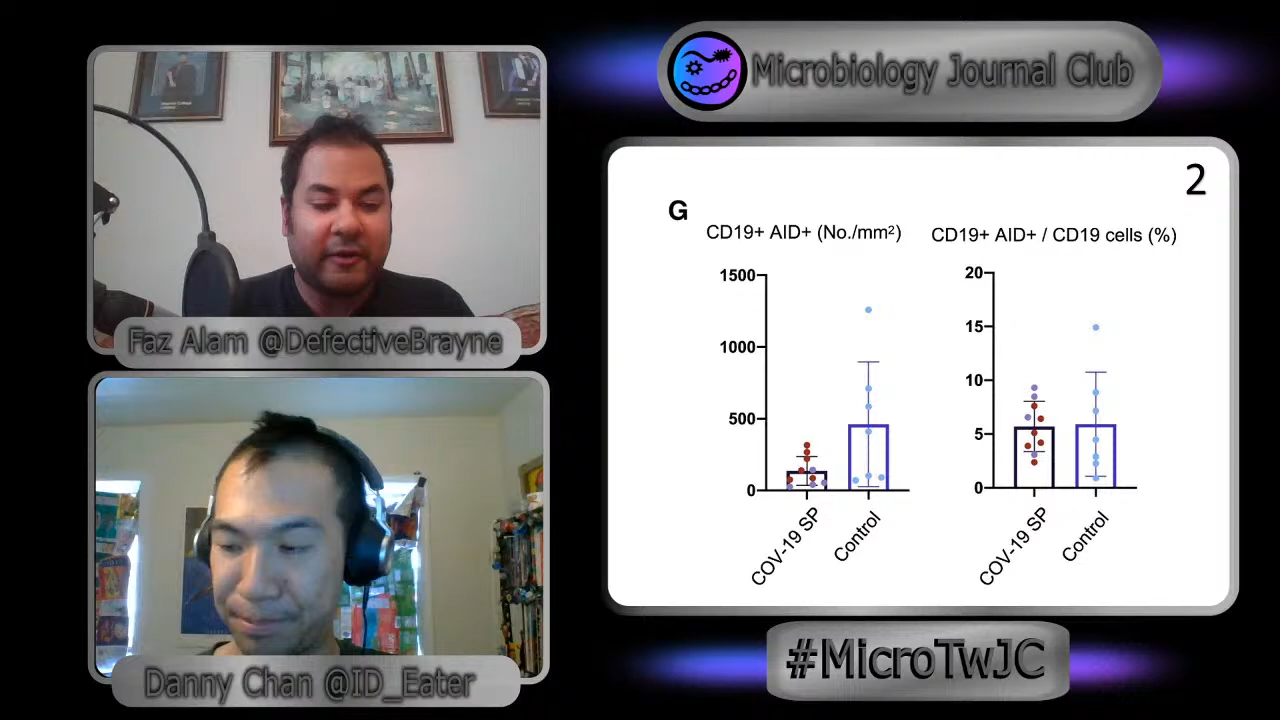 Microbiology Journal Club
Faz Alam @DefectiveBrayne
Danny Chan @ID_Eater
2
G
CD19+ AID+ (No./mm²)
1500
1000
500
0
COV-19 SP
Control
CD19+ AID+ / CD19 cells (%)
20
15
10
5
0
COV-19 SP
Control
#MicroTwJC